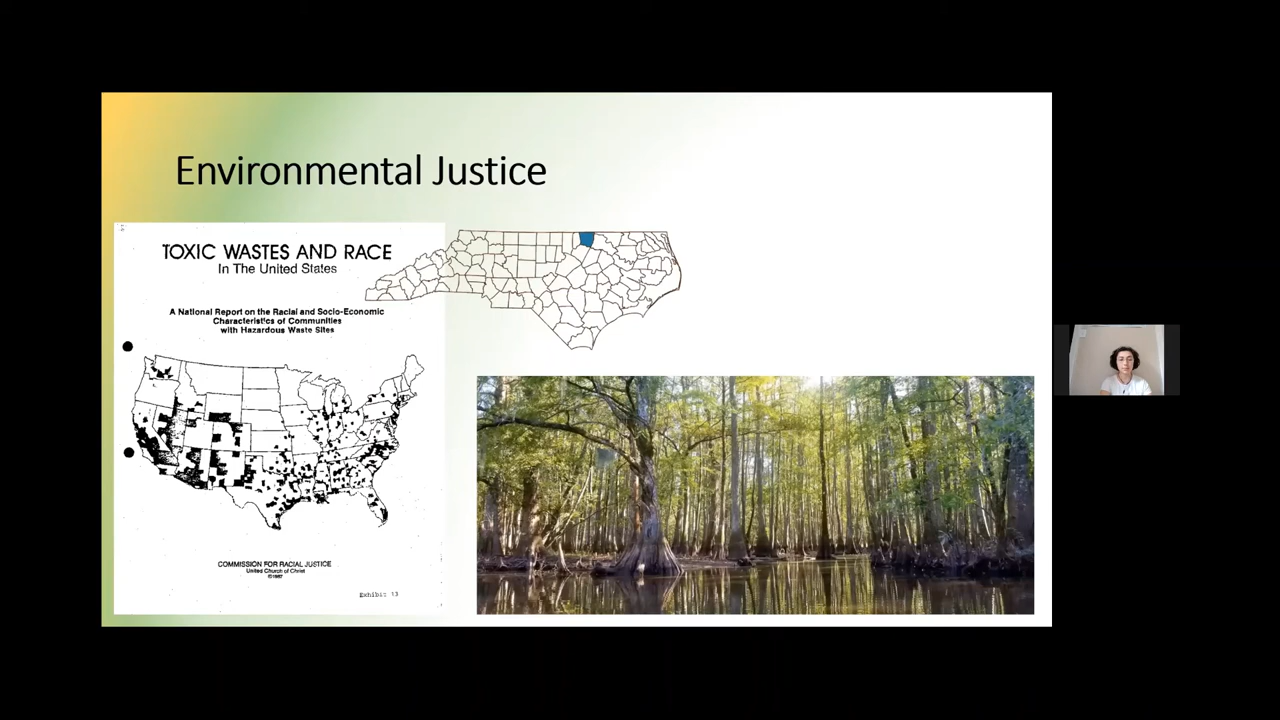 Environmental Justice
TOXIC WASTES AND RACE
In The United States
A National Report on the Racial and Socio-Economic
Characteristics of Communities
with Hazardous Waste Sites
COMMISSION FOR RACIAL JUSTICE
United Church of Christ
©1987
Exhibit 13